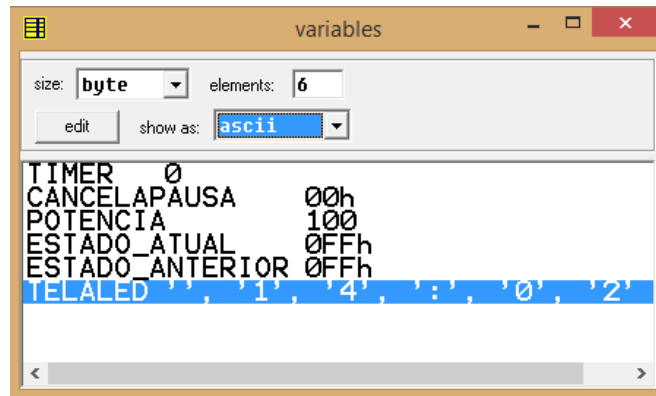 variables
size: byte elements: 6
edit show as: ascii
TIMER 0
CANCELAPAUSA 00h
POTENCIA 100
ESTADO_ATUAL 0FFh
ESTADO_ANTERIOR 0FFh
TELALED '', '1', '4', ':', '0', '2'